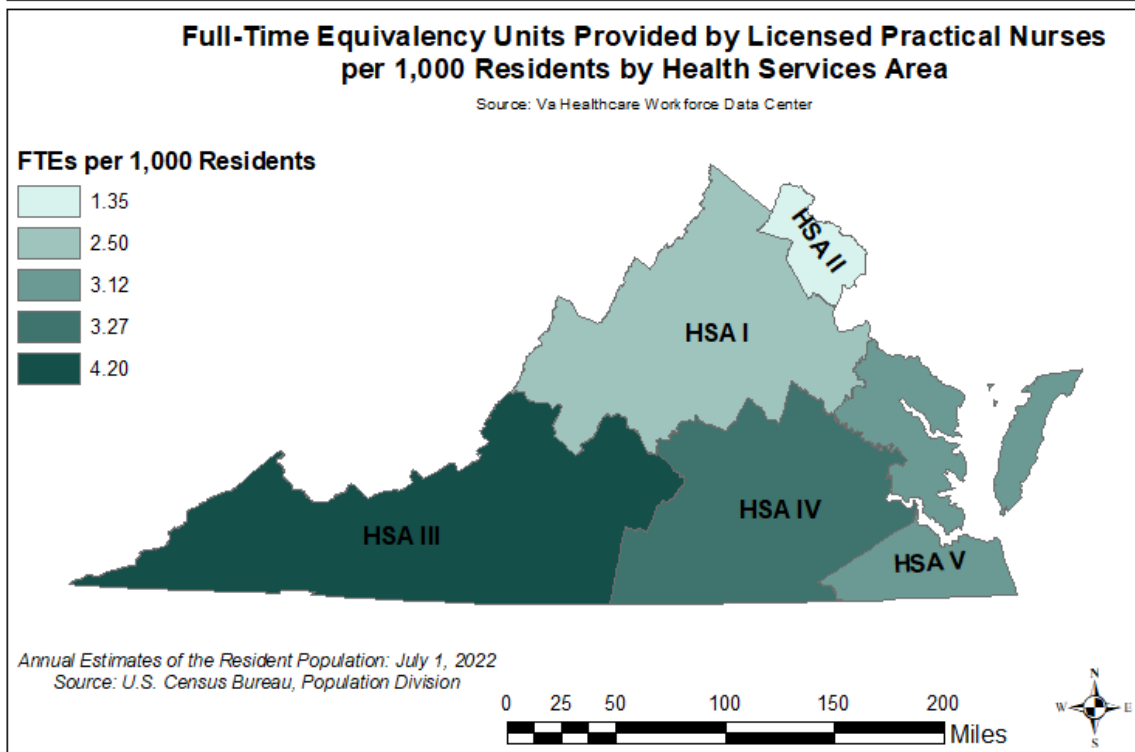 Full-Time Equivalency Units Provided by Licensed Practical Nurses
per 1,000 Residents by Health Services Area
Source: Va Healthcare Workforce Data Center
FTEs per 1,000 Residents
1.35
2.50
3.12
3.27
4.20
HSA II
HSA I
HSA III
HSA IV
HSA V
Annual Estimates of the Resident Population: July 1, 2022
Source: U.S. Census Bureau, Population Division
0 25 50 100 150 200
Miles
N
W E
S